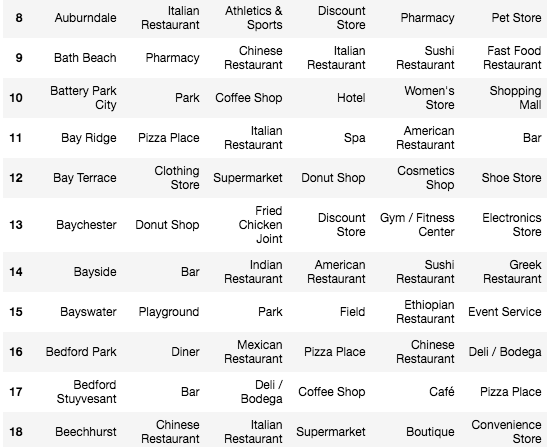 8 Auburndale Italian Restaurant Athletics & Sports Discount Store Pharmacy Pet Store
9 Bath Beach Pharmacy Chinese Restaurant Italian Restaurant Sushi Restaurant Fast Food Restaurant
10 Battery Park City Park Coffee Shop Hotel Women's Store Shopping Mall
11 Bay Ridge Pizza Place Italian Restaurant Spa American Restaurant Bar
12 Bay Terrace Clothing Store Supermarket Donut Shop Cosmetics Shop Shoe Store
13 Baychester Donut Shop Fried Chicken Joint Discount Store Gym / Fitness Center Electronics Store
14 Bayside Bar Indian Restaurant American Restaurant Sushi Restaurant Greek Restaurant
15 Bayswater Playground Park Field Ethiopian Restaurant Event Service
16 Bedford Park Diner Mexican Restaurant Pizza Place Chinese Restaurant Deli / Bodega
17 Bedford Stuyvesant Bar Deli / Bodega Coffee Shop Café Pizza Place
18 Beechhurst Chinese Restaurant Italian Restaurant Supermarket Boutique Convenience Store